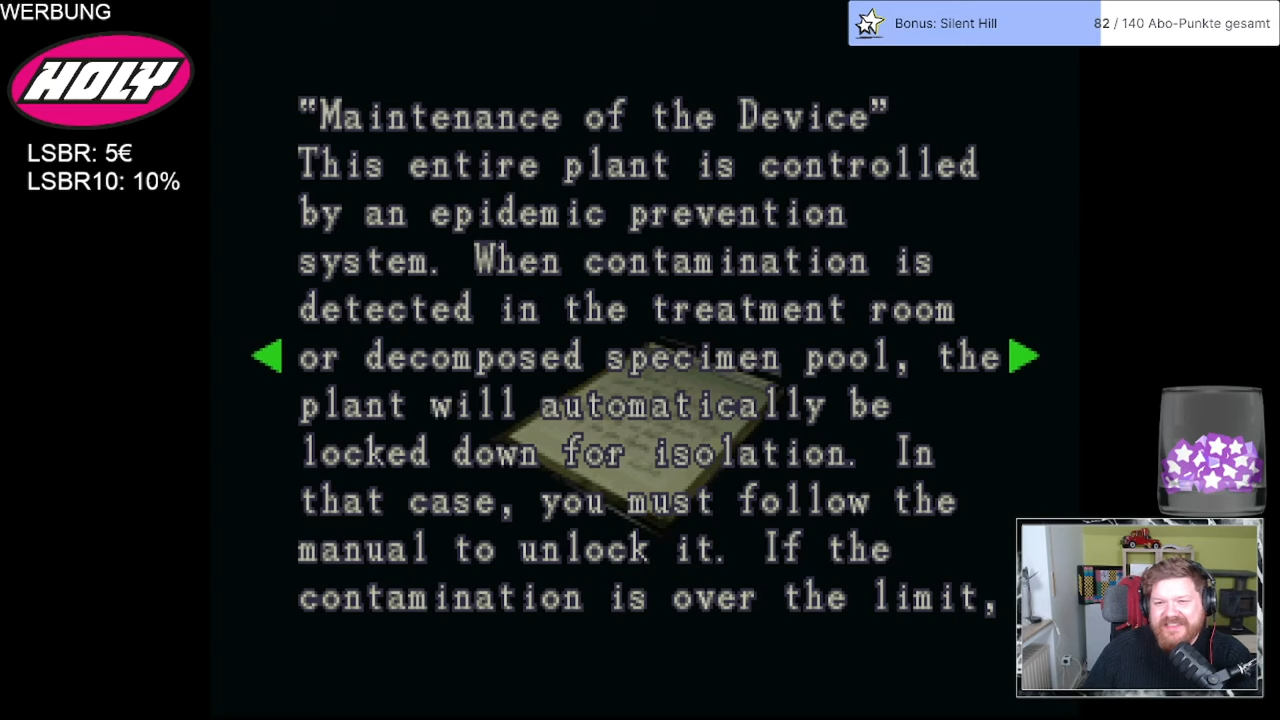 WERBUNG
HOLY
LSBR: 5€
LSBR10: 10%
Bonus: Silent Hill
82 / 140 Abo-Punkte gesamt
"Maintenance of the Device"
This entire plant is controlled
by an epidemic prevention
system. When contamination is
detected in the treatment room
or decomposed specimen pool, the
plant will automatically be
locked down for isolation. In
that case, you must follow the
manual to unlock it. If the
contamination is over the limit,